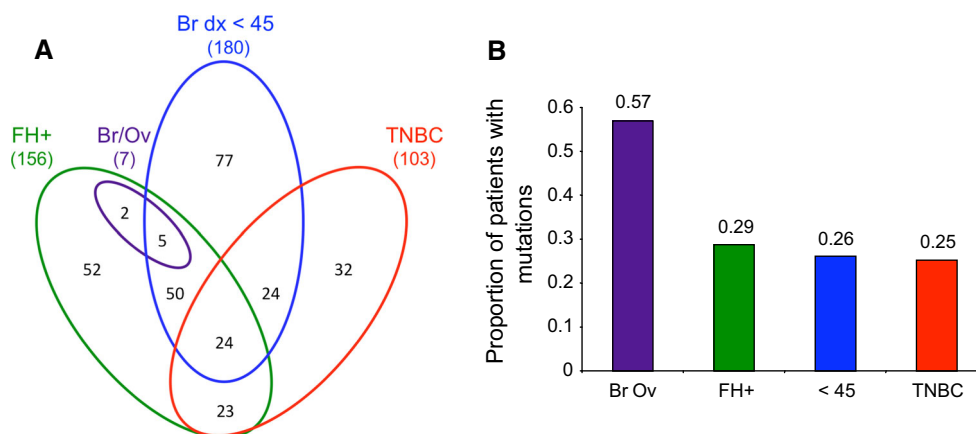 A
Br dx < 45
(180)
FH+
(156)
Br/Ov
(7)
TNBC
(103)
77
2
5
52
50
24
32
24
23
B
Proportion of patients with
mutations
0.6
0.5
0.4
0.3
0.2
0.1
0
0.57
0.29
0.26
0.25
Br Ov
FH+
< 45
TNBC